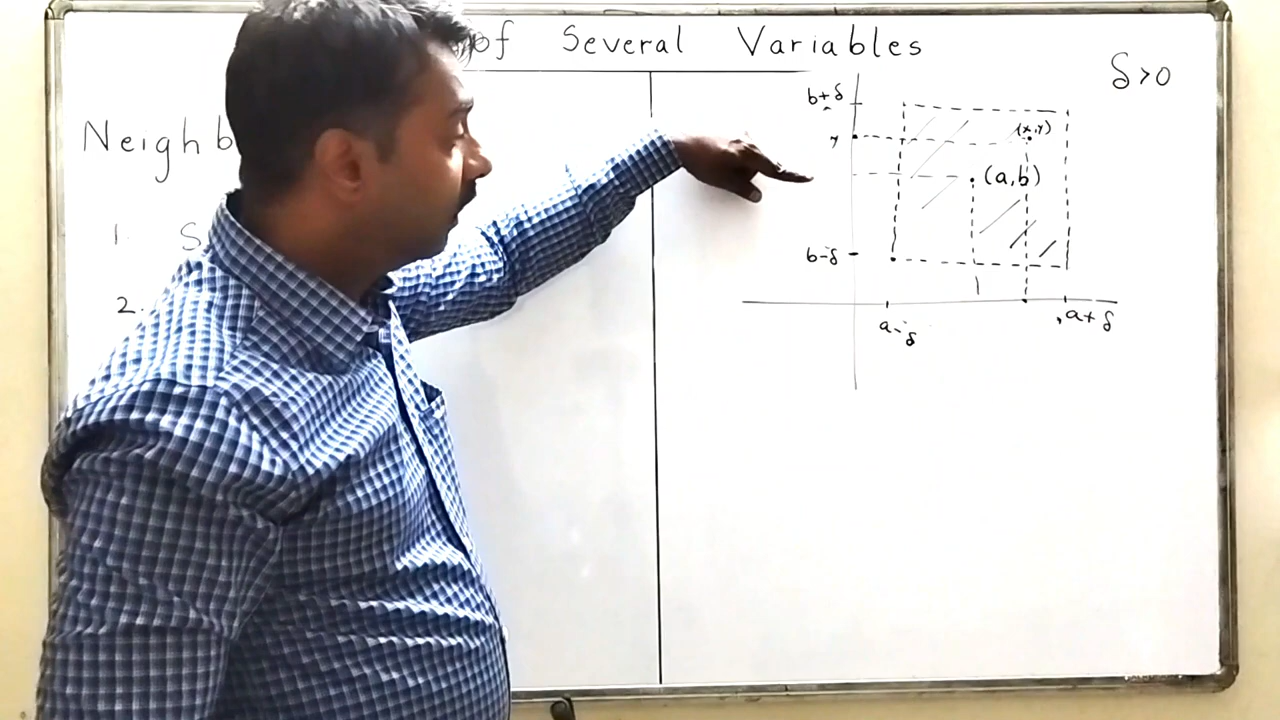 of Several Variables
Neighb
1. S
2.
δ>0
b+δ
y
(x,y)
(a,b)
b-δ
a-δ
a+δ